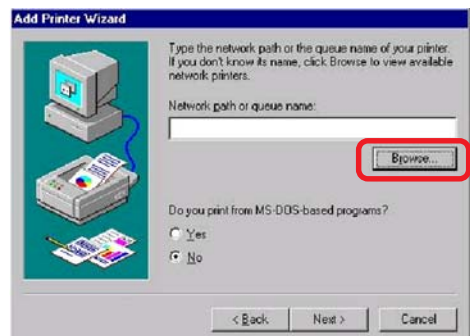 Add Printer Wizard
Type the network path or the queue name of your printer.
If you don't know its name, click Browse to view available
network printers.
Network path or queue name:
Browse...
Do you print from MS-DOS-based programs?
Yes
No
< Back
Next >
Cancel